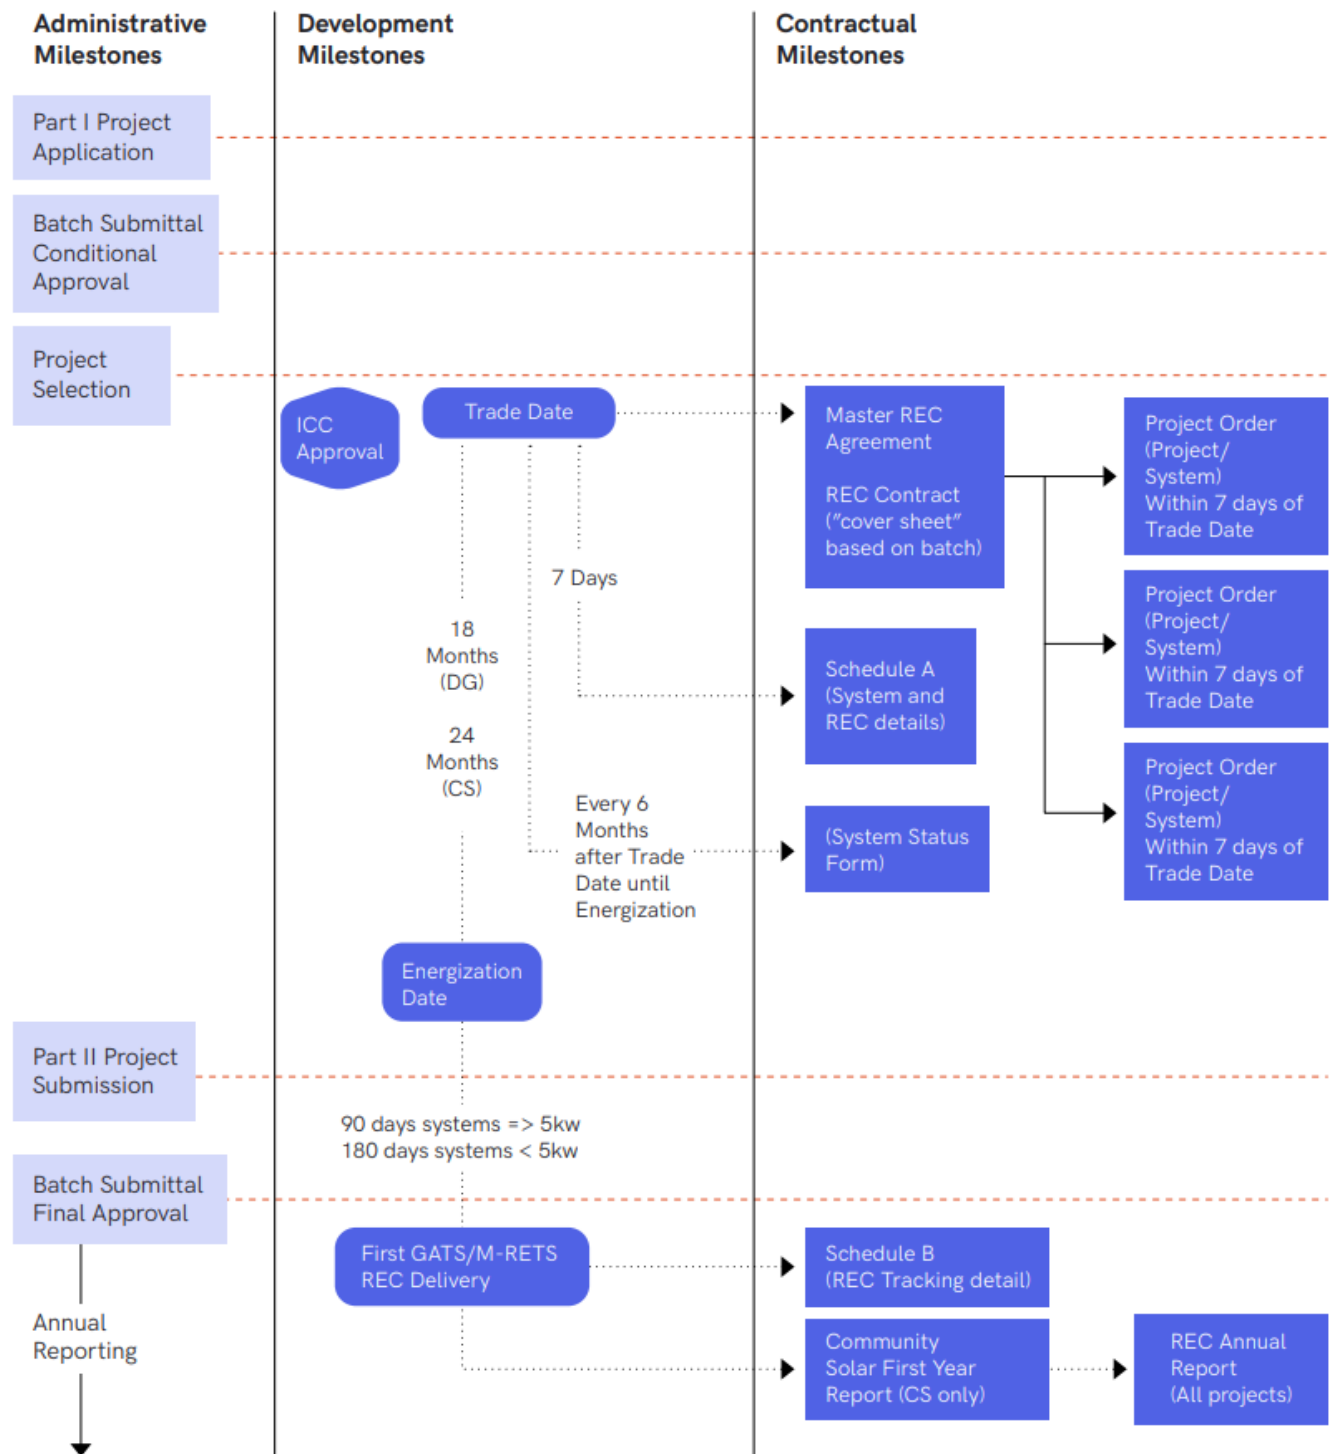 Administrative
Milestones
Development
Milestones
Contractual
Milestones
Part I Project
Application
Batch Submittal
Conditional
Approval
Project
Selection
ICC
Approval
Trade Date
Master REC
Agreement
REC Contract
("cover sheet"
based on batch)
Project Order
(Project/
System)
Within 7 days of
Trade Date
7 Days
18
Months
(DG)
24
Months
(CS)
Schedule A
(System and
REC details)
Project Order
(Project/
System)
Within 7 days of
Trade Date
Every 6
Months
after Trade
Date until
Energization
(System Status
Form)
Project Order
(Project/
System)
Within 7 days of
Trade Date
Energization
Date
Part II Project
Submission
90 days systems => 5kw
180 days systems < 5kw
Batch Submittal
Final Approval
First GATS/M-RETS
REC Delivery
Schedule B
(REC Tracking detail)
Annual
Reporting
Community
Solar First Year
Report (CS only)
REC Annual
Report
(All projects)